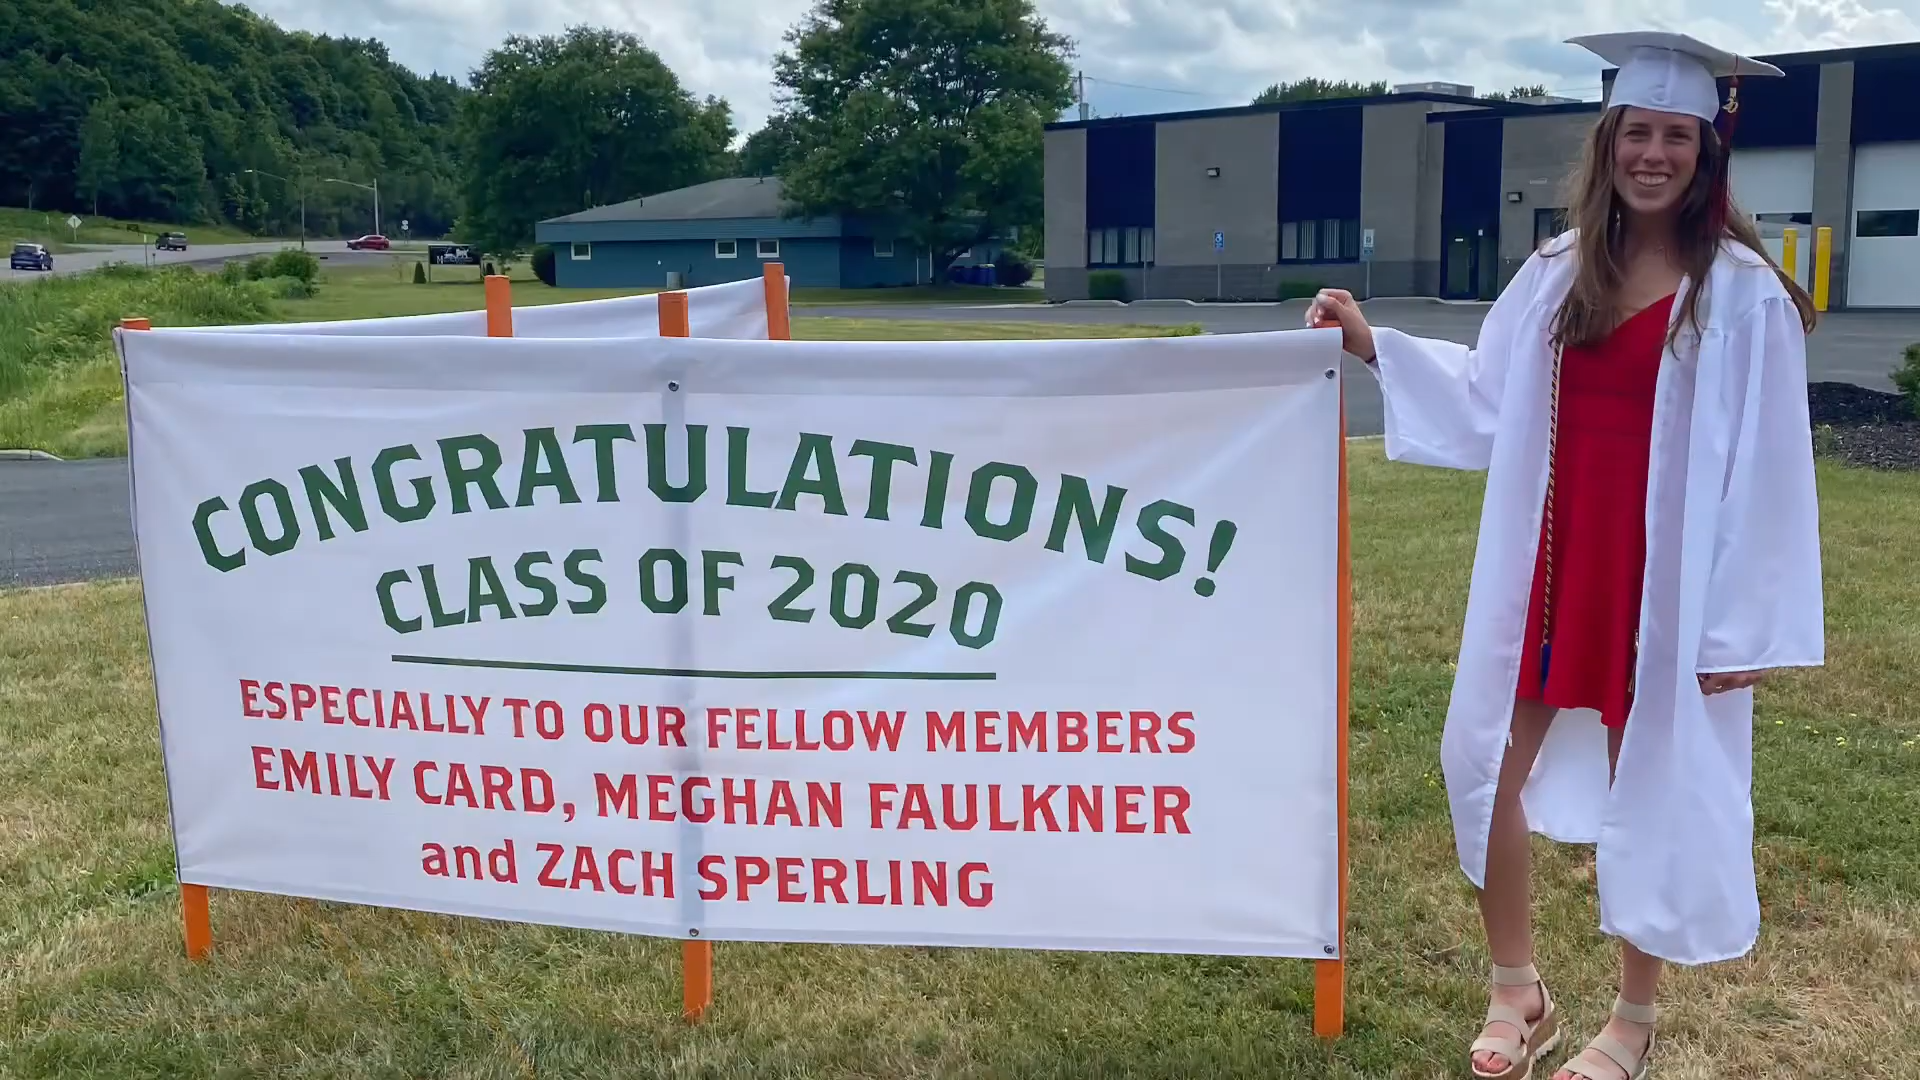 CONGRATULATIONS!
CLASS OF 2020
ESPECIALLY TO OUR FELLOW MEMBERS
EMILY CARD, MEGHAN FAULKNER
and ZACH SPERLING